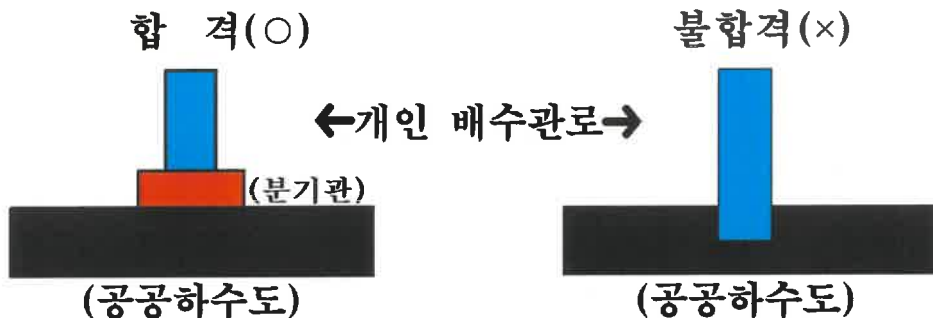 합 격(○)
불합격(×)
←개인 배수관로→
(분기관)
(공공하수도)
(공공하수도)